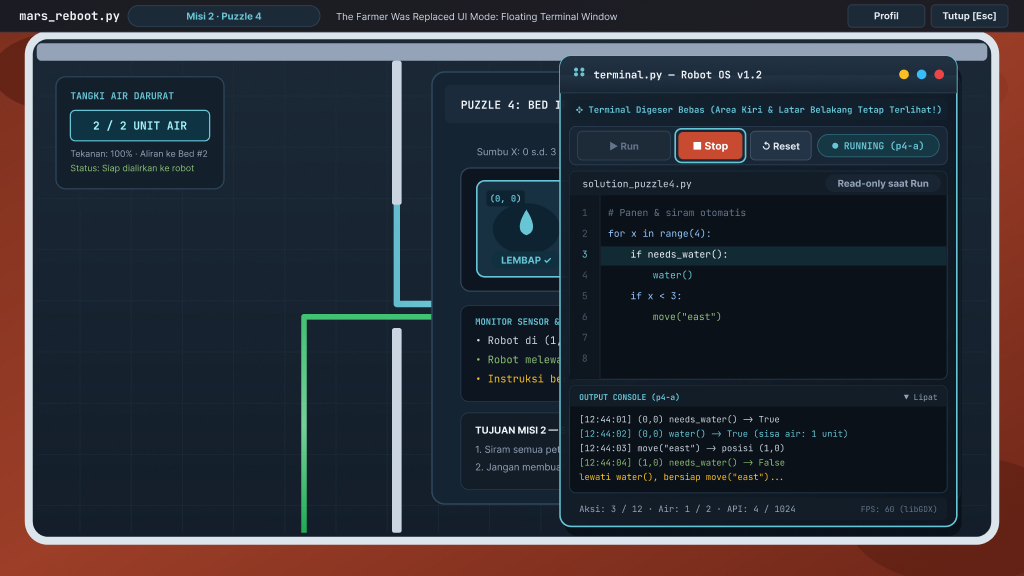 mars_reboot.py
Misi 2 · Puzzle 4
The Farmer Was Replaced UI Mode: Floating Terminal Window
Profil
Tutup [Esc]
TANGKI AIR DARURAT
2 / 2 UNIT AIR
Tekanan: 100% · Aliran ke Bed #2
Status: Siap dialirkan ke robot
PUZZLE 4: BED
Sumbu X: 0 s.d. 3
(0, 0)
LEMBAP ✓
MONITOR SENSOR &
• Robot di (1,
• Robot melewa
• Instruksi be
TUJUAN MISI 2 —
1. Siram semua pet
2. Jangan membua
terminal.py — Robot OS v1.2
❖ Terminal Digeser Bebas (Area Kiri & Latar Belakang Tetap Terlihat!)
▶ Run
■ Stop
↺ Reset
● RUNNING (p4-a)
solution_puzzle4.py
Read-only saat Run
1 # Panen & siram otomatis
2 for x in range(4):
3 if needs_water():
4 water()
5 if x < 3:
6 move("east")
7
8
OUTPUT CONSOLE (p4-a)
▼ Lipat
[12:44:01] (0,0) needs_water() → True
[12:44:02] (0,0) water() → True (sisa air: 1 unit)
[12:44:03] move("east") → posisi (1,0)
[12:44:04] (1,0) needs_water() → False
lewati water(), bersiap move("east")...
Aksi: 3 / 12 · Air: 1 / 2 · API: 4 / 1024
FPS: 60 (libGDX)